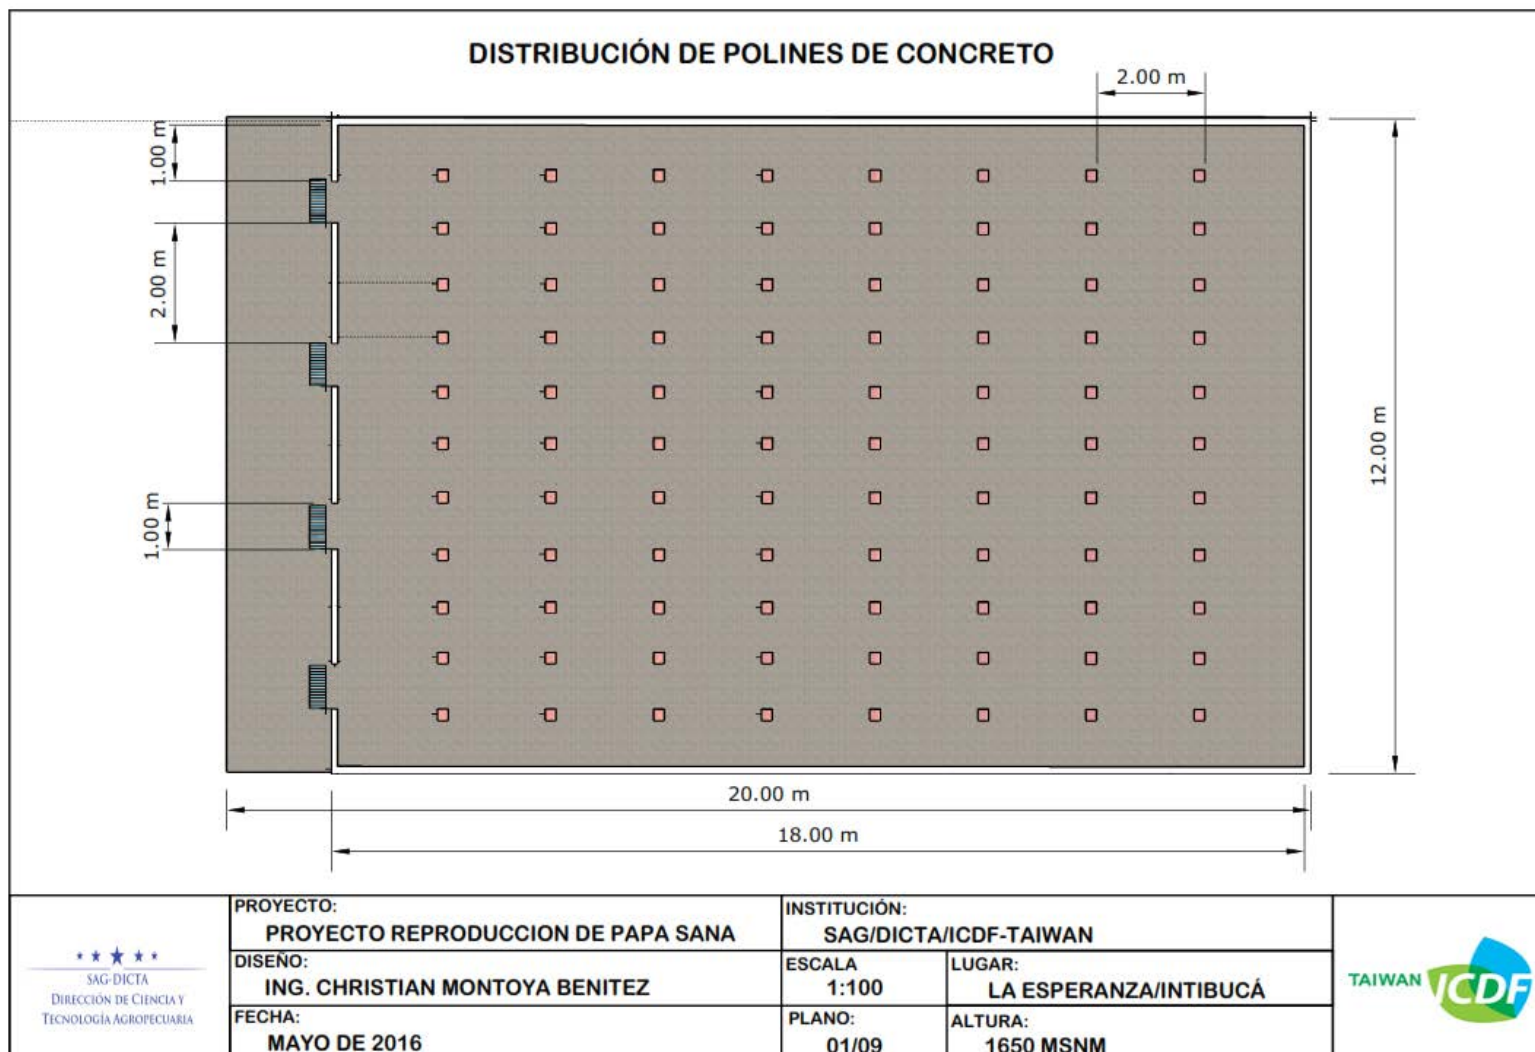 DISTRIBUCIÓN DE POLINES DE CONCRETO
2.00 m
1.00 m
2.00 m
1.00 m
12.00 m
20.00 m
18.00 m
SAG-DICTA
DIRECCIÓN DE CIENCIA Y
TECNOLOGÍA AGROPECUARIA
PROYECTO:
PROYECTO REPRODUCCION DE PAPA SANA
INSTITUCIÓN:
SAG/DICTA/ICDF-TAIWAN
DISEÑO:
ING. CHRISTIAN MONTOYA BENITEZ
ESCALA
1:100
LUGAR:
LA ESPERANZA/INTIBUCÁ
FECHA:
MAYO DE 2016
PLANO:
01/09
ALTURA:
1650 MSNM
TAIWAN ICDF